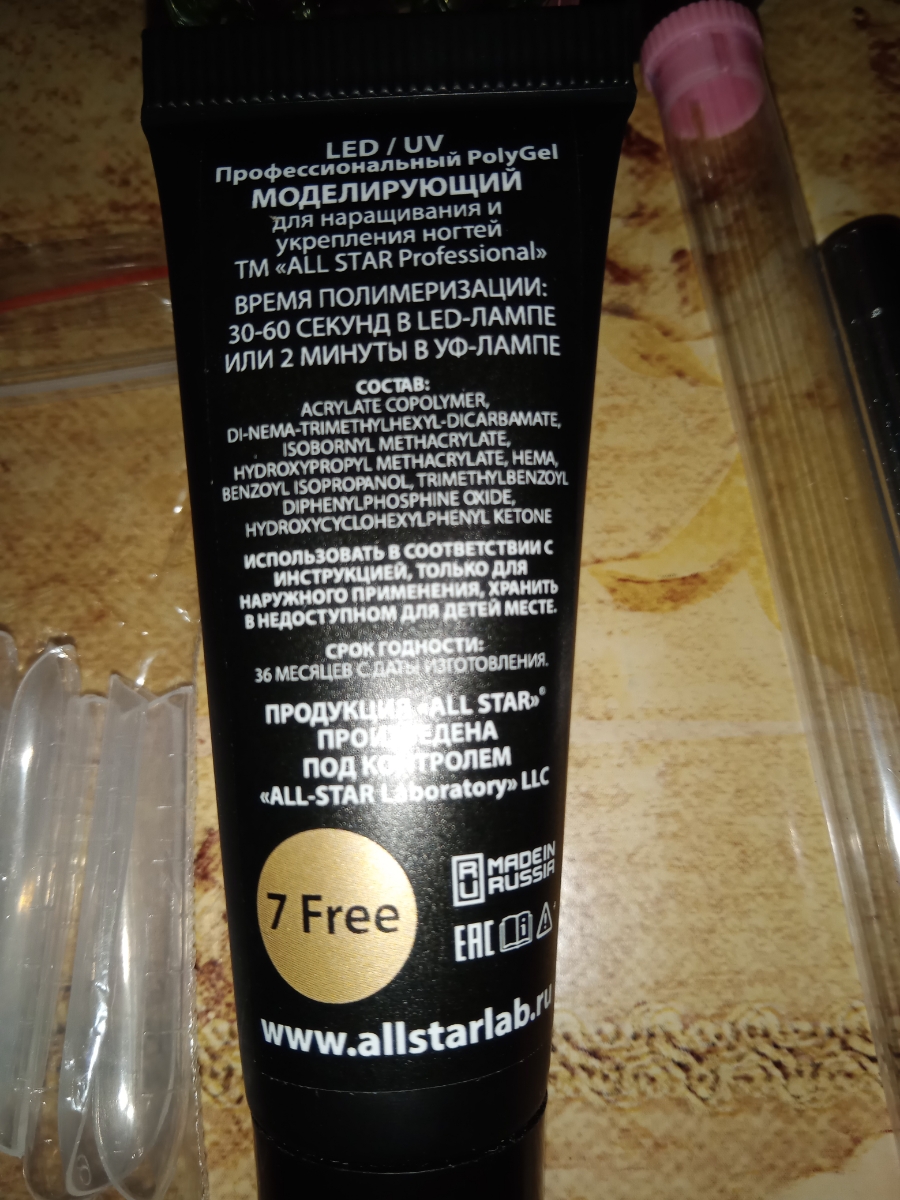 LED / UV
Профессиональный PolyGel
МОДЕЛИРУЮЩИЙ
для наращивания и
укрепления ногтей
ТМ «ALL STAR Professional»
ВРЕМЯ ПОЛИМЕРИЗАЦИИ:
30-60 СЕКУНД В LED-ЛАМПЕ
ИЛИ 2 МИНУТЫ В УФ-ЛАМПЕ
СОСТАВ:
ACRYLATE COPOLYMER,
DI-NEMA-TRIMETHYLHEXYL-DICARBAMATE,
ISOBORNYL METHACRYLATE,
HYDROXYPROPYL METHACRYLATE, HEMA,
BENZOYL ISOPROPANOL, TRIMETHYLBENZOYL
DIPHENYLPHOSPHINE OXIDE,
HYDROXYCYCLOHEXYLPHENYL KETONE
ИСПОЛЬЗОВАТЬ В СООТВЕТСТВИИ С
ИНСТРУКЦИЕЙ, ТОЛЬКО ДЛЯ
НАРУЖНОГО ПРИМЕНЕНИЯ, ХРАНИТЬ
В НЕДОСТУПНОМ ДЛЯ ДЕТЕЙ МЕСТЕ.
СРОК ГОДНОСТИ:
36 МЕСЯЦЕВ С ДАТЫ ИЗГОТОВЛЕНИЯ.
ПРОДУКЦИЯ «ALL STAR»®
ПРОИЗВЕДЕНА
ПОД КОНТРОЛЕМ
«ALL-STAR Laboratory» LLC
7 Free
RU MADE IN
RUSSIA
EAC
www.allstarlab.ru